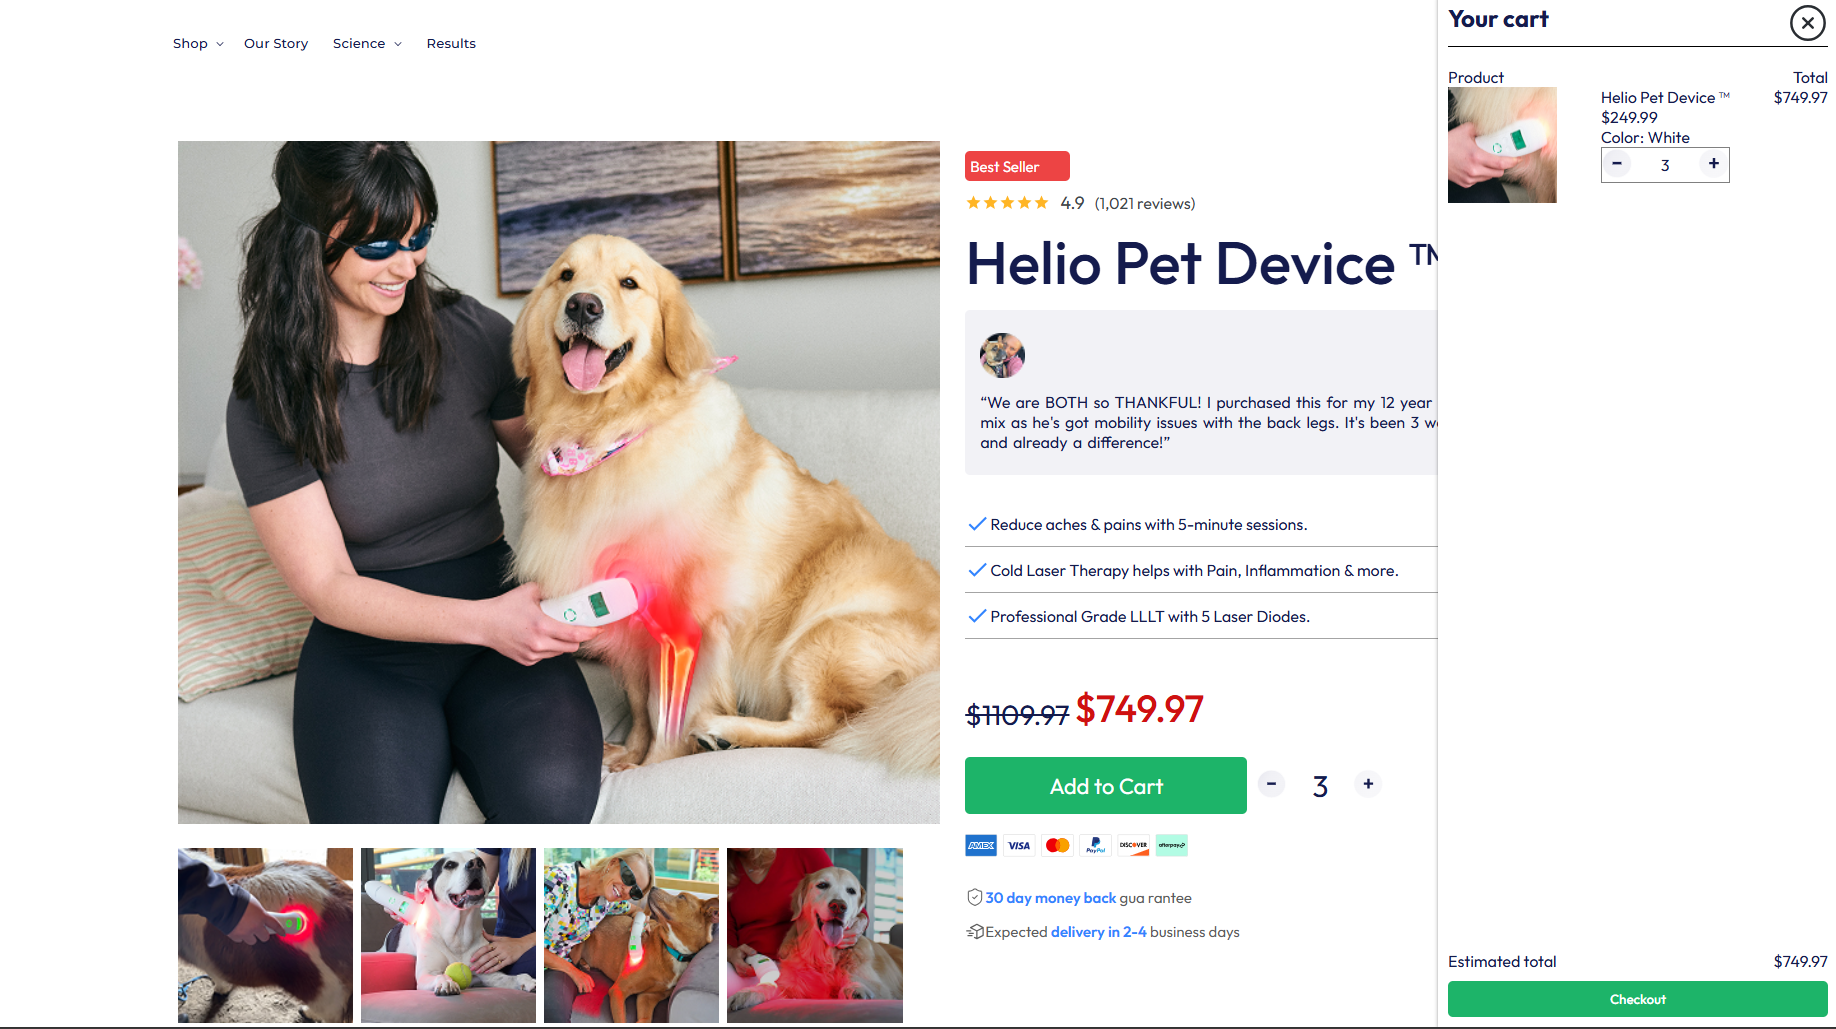 Shop
Our Story
Science
Results
Best Seller
4.9 (1,021 reviews)
Helio Pet Device ™
“We are BOTH so THANKFUL! I purchased this for my 12 year
mix as he's got mobility issues with the back legs. It's been 3
and already a difference!”
Reduce aches & pains with 5-minute sessions.
Cold Laser Therapy helps with Pain, Inflammation & more.
Professional Grade LLLT with 5 Laser Diodes.
$1109.97 $749.97
Add to Cart
- 3 +
AMEX VISA PayPal DISCOVER afterpay
30 day money back gua rantee
Expected delivery in 2-4 business days
Your cart
Product Total
Helio Pet Device ™ $749.97
$249.99
Color: White
- 3 +
Estimated total $749.97
Checkout